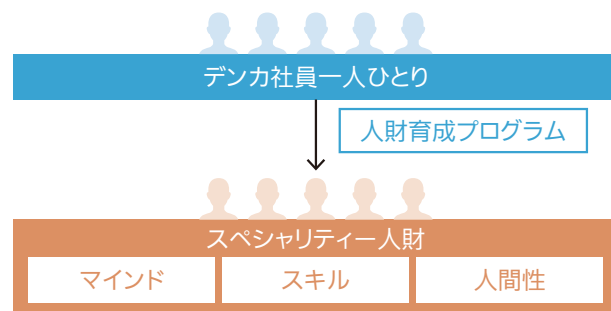 デンカ社員一人ひとり
人財育成プログラム
スペシャリティー人財
マインド
スキル
人間性